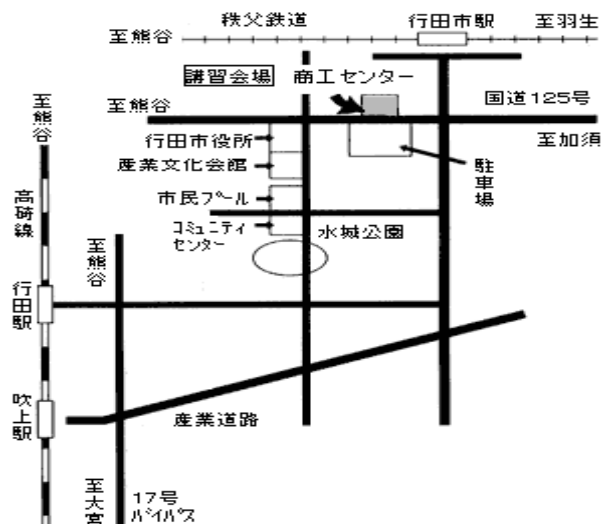 秩父鉄道
行田市駅
至羽生
至熊谷
講習会場
商工センター
至熊谷
至熊谷
国道125号
行田市役所
至加須
産業文化会館
駐車場
市民プール
高碕線
コミュニティ
センター
水城公園
至熊谷
行田駅
吹上駅
産業道路
至大宮
17号
バイパス